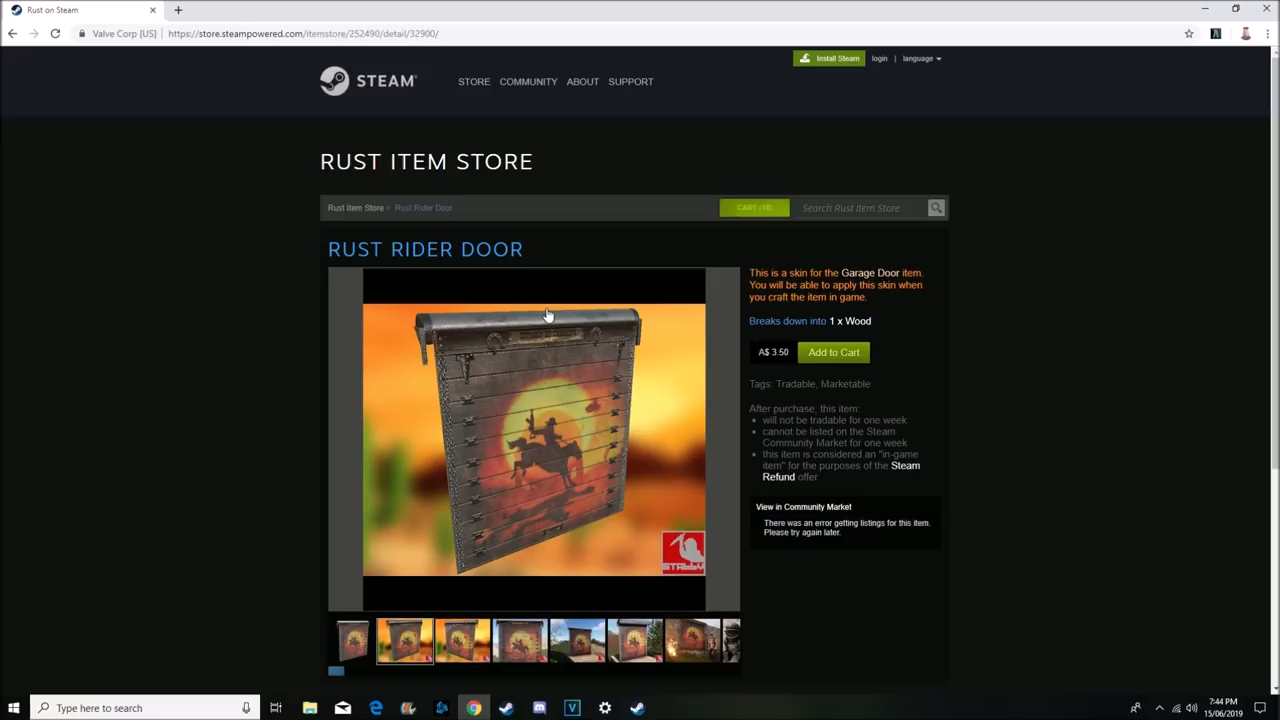 Rust on Steam
Valve Corp [US]
https://store.steampowered.com/itemstore/252490/detail/32900/
Install Steam
login
|
language
STEAM
STORE
COMMUNITY
ABOUT
SUPPORT
RUST ITEM STORE
Rust Item Store
Rust Rider Door
Search Rust Item Store
RUST RIDER DOOR
This is a skin for the Garage Door item.
You will be able to apply this skin when
you craft the item in game.
Breaks down into 1 x Wood
A$ 3.50
Add to Cart
Tags: Tradable, Marketable
After purchase, this item:
will not be tradable for one week
cannot be listed on the Steam
Community Market for one week
this item is considered an "in-game
item" for the purposes of the Steam
Refund offer
View in Community Market
There was an error getting listings for this item.
Please try again later.
Type here to search
7:44 PM
15/06/2019